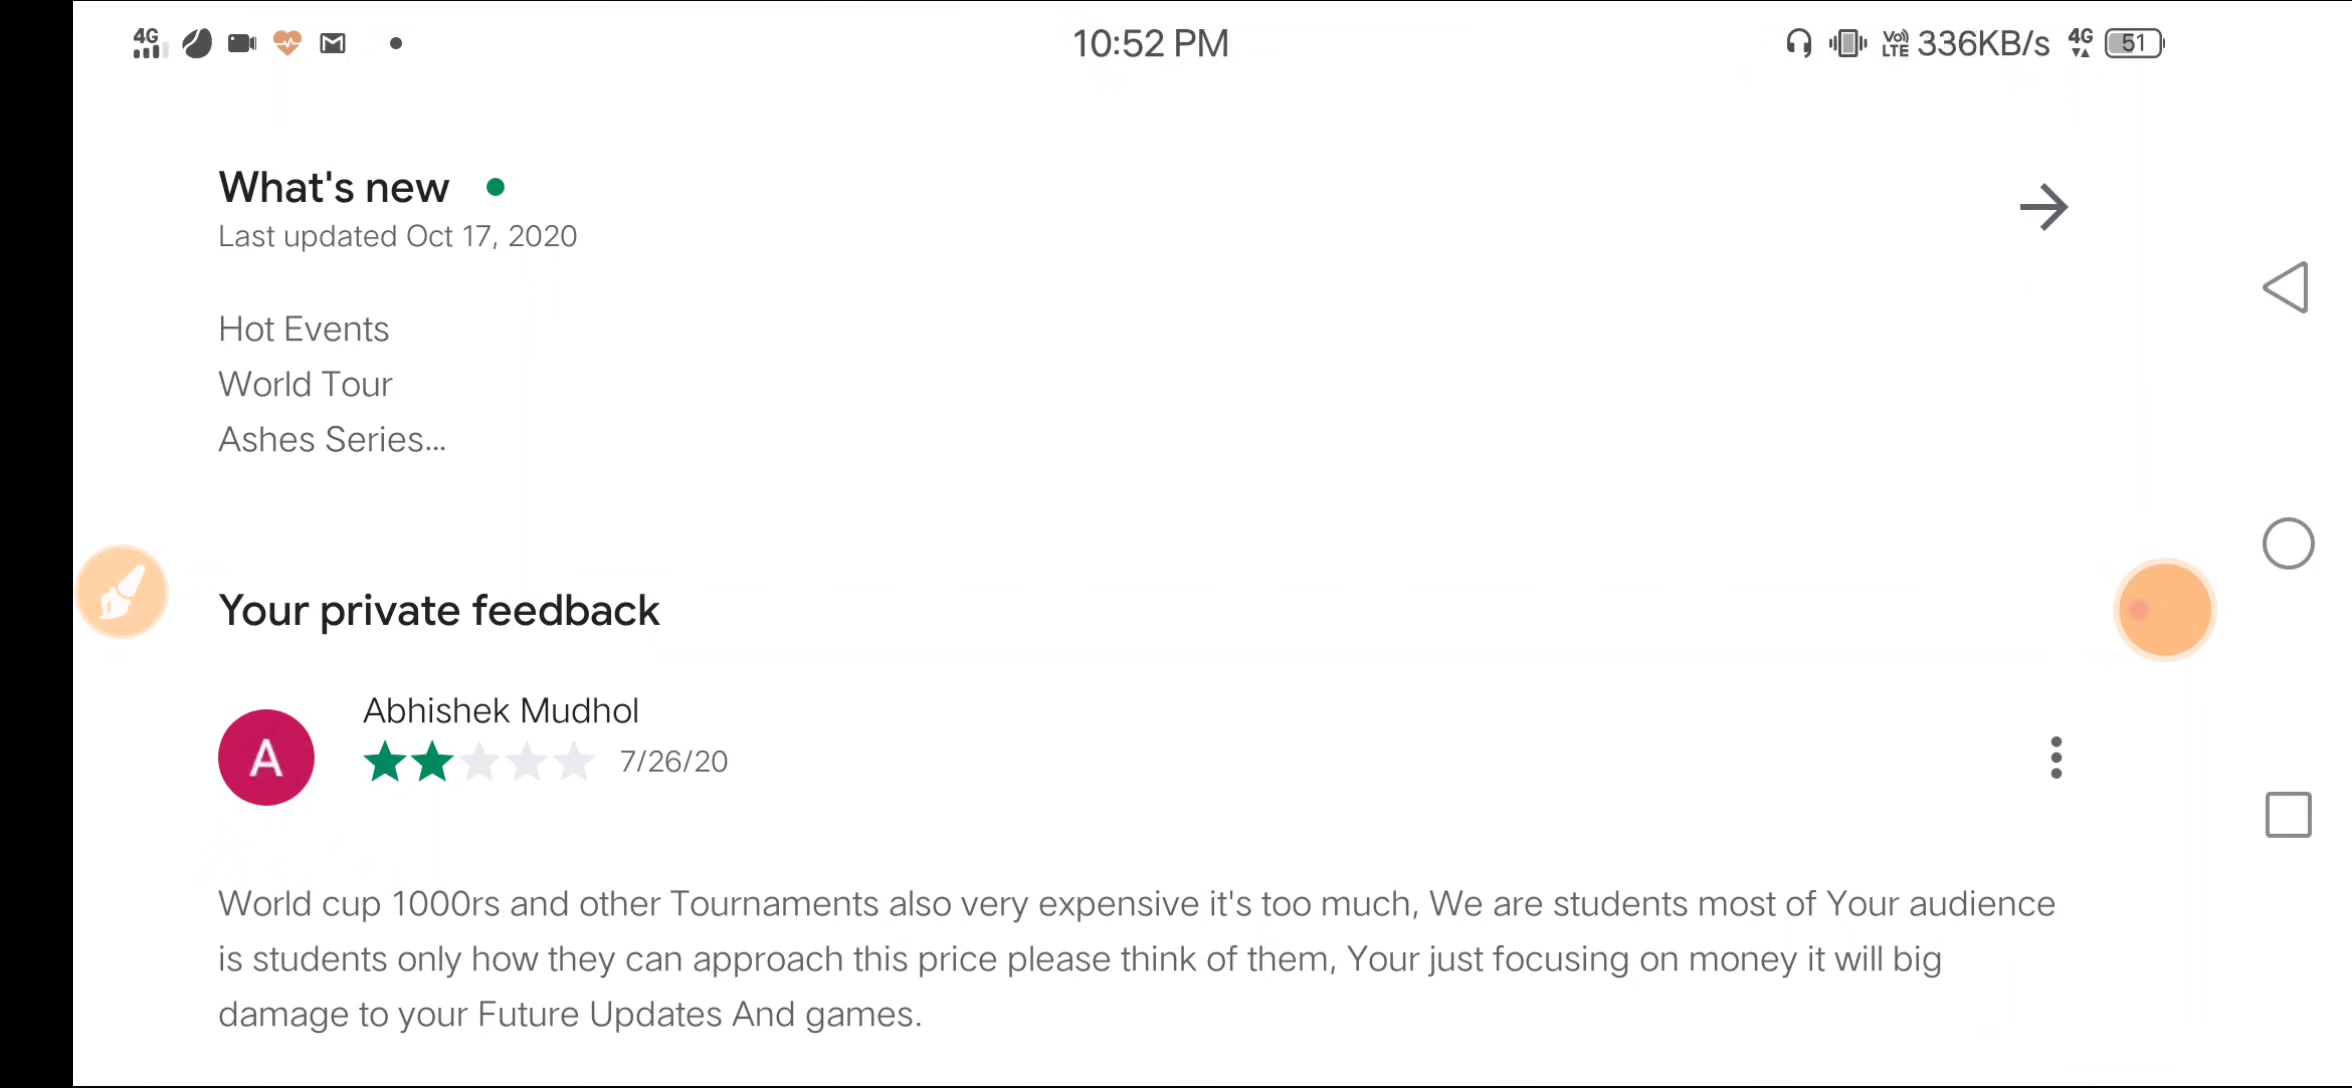 4G 10:52 PM Vo) LTE 336KB/s 4G 51
What's new
Last updated Oct 17, 2020
Hot Events
World Tour
Ashes Series...
Your private feedback
A
Abhishek Mudhol
7/26/20
World cup 1000rs and other Tournaments also very expensive it's too much, We are students most of Your audience
is students only how they can approach this price please think of them, Your just focusing on money it will big
damage to your Future Updates And games.